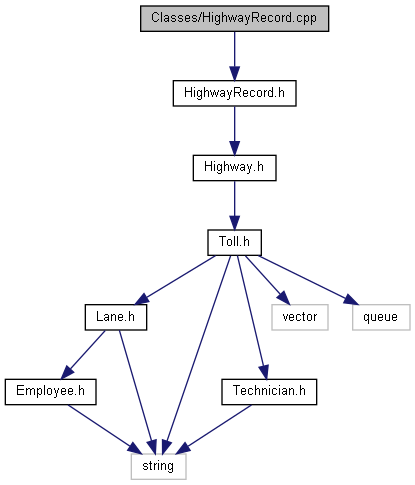 Classes/HighwayRecord.cpp
HighwayRecord.h
Highway.h
Toll.h
Lane.h
vector
queue
Employee.h
Technician.h
string